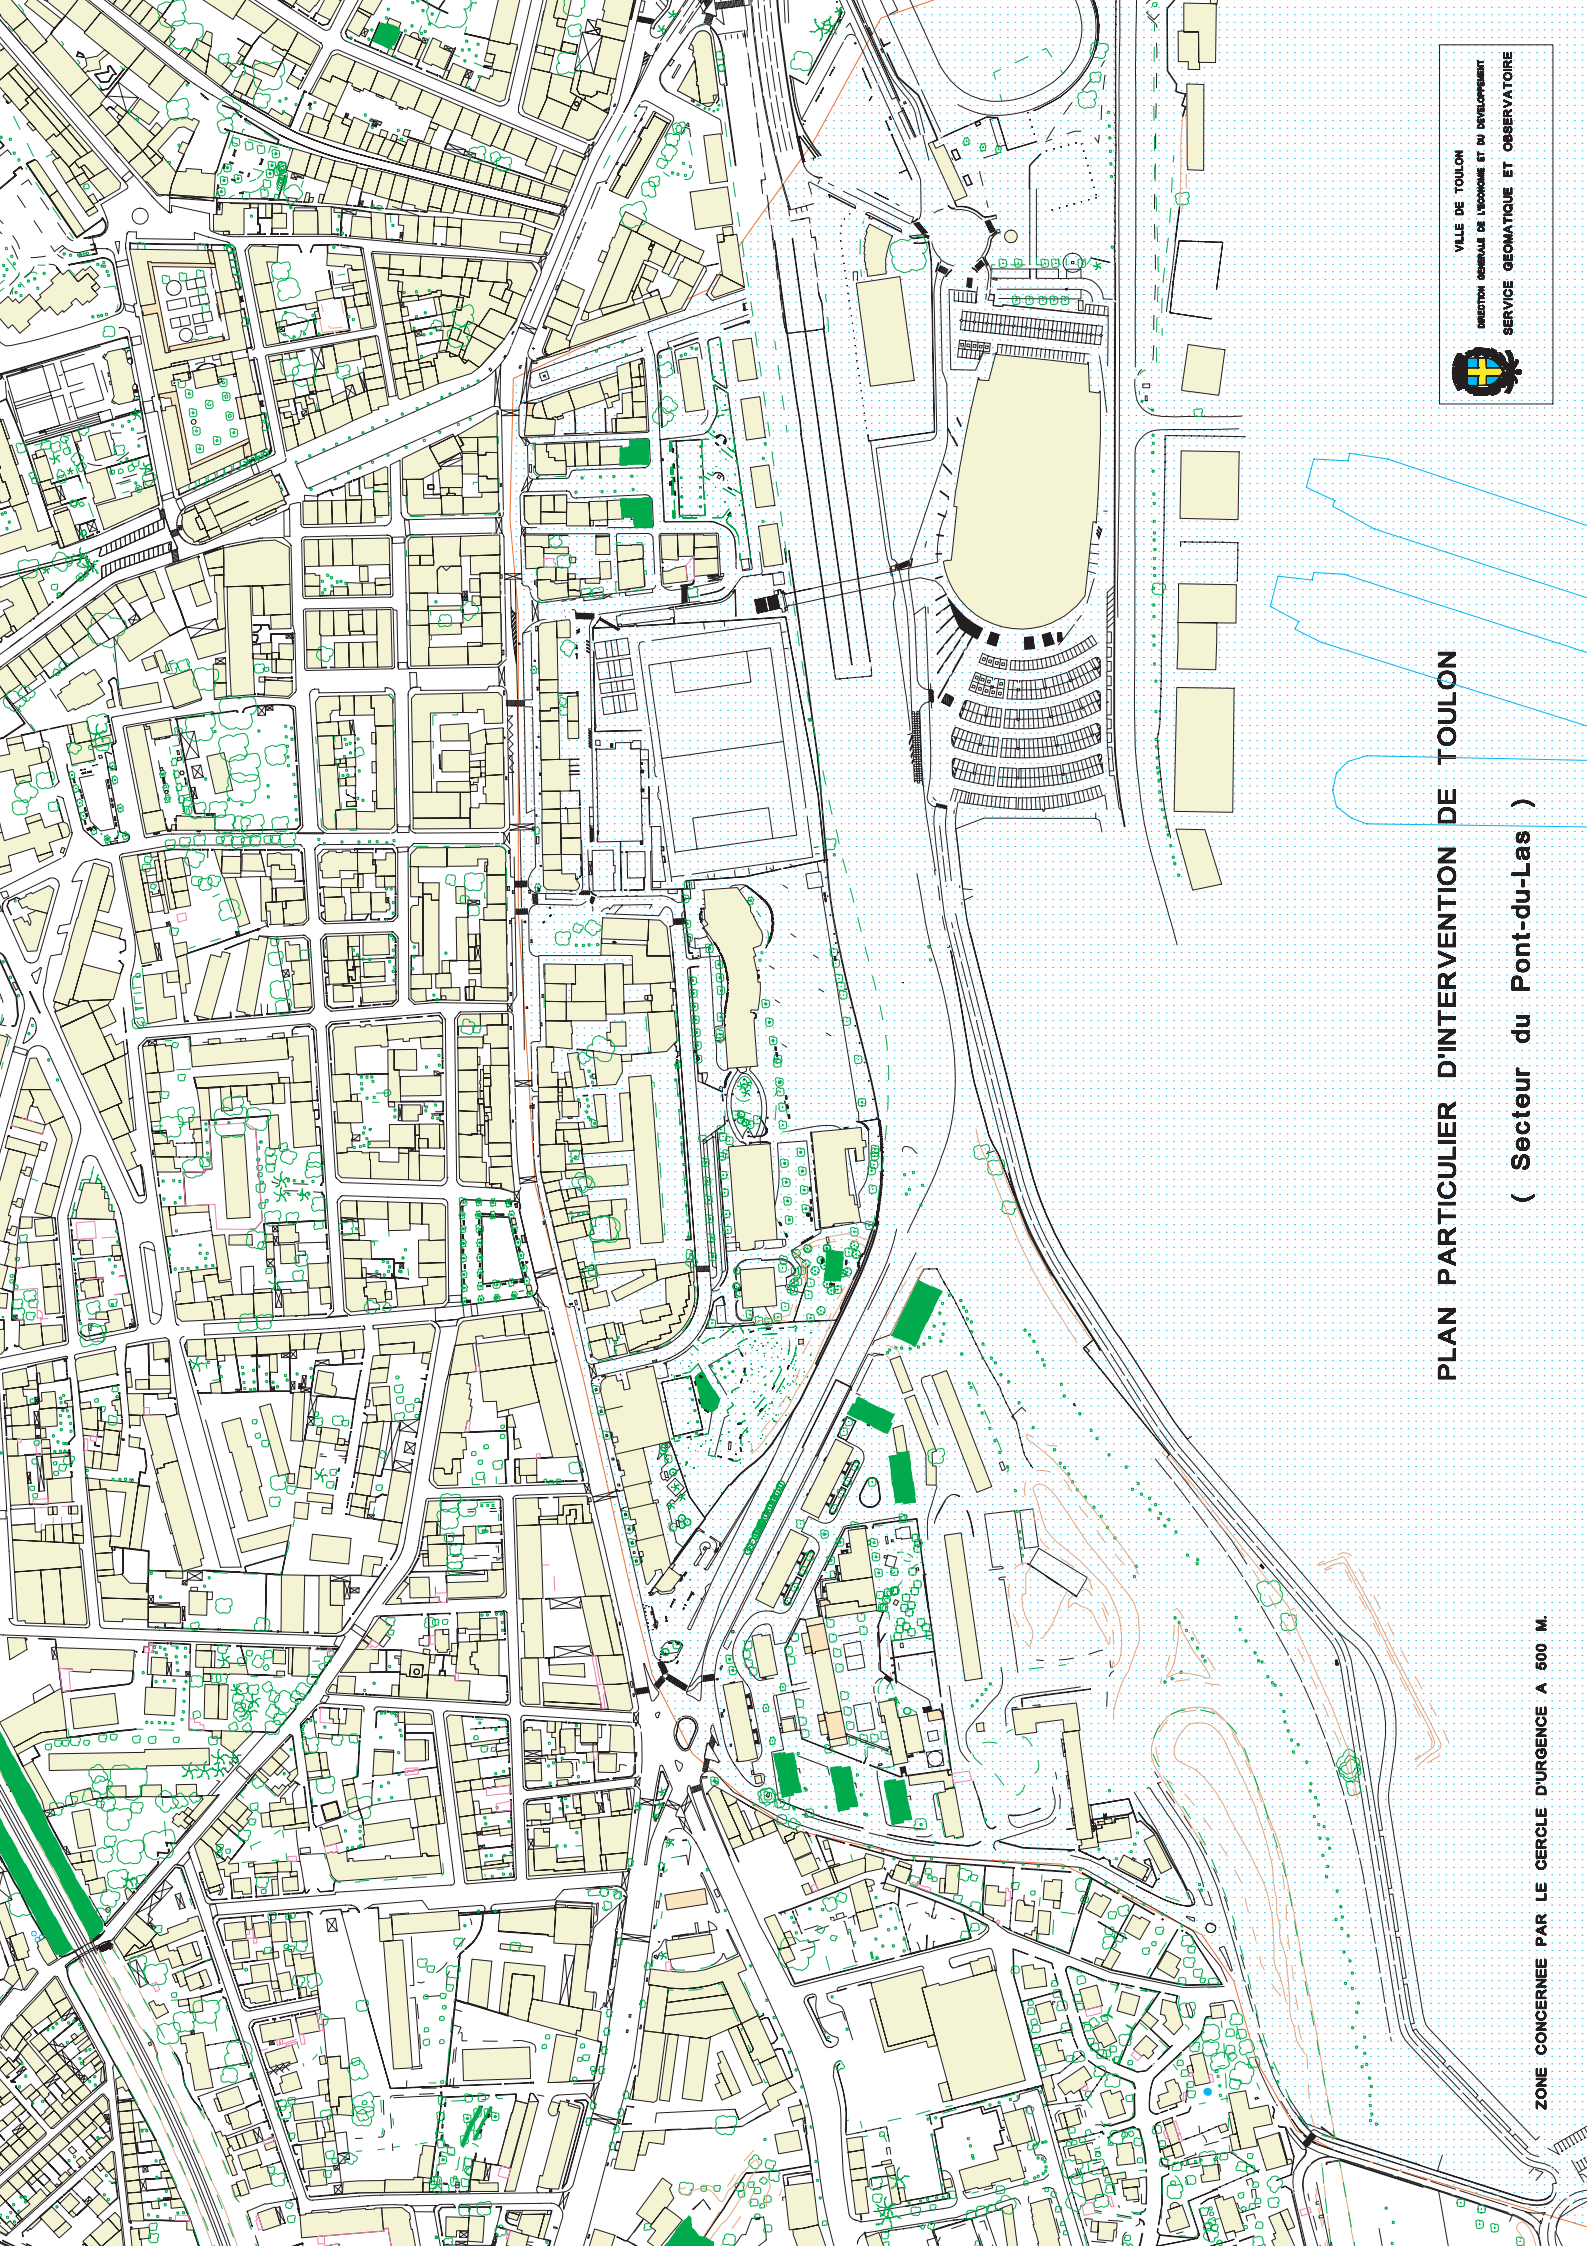 VILLE DE TOULON
DIRECTION GENERALE DE L'ECONOMIE ET DU DEVELOPPEMENT
SERVICE GEOMATIQUE ET OBSERVATOIRE
PLAN PARTICULIER D'INTERVENTION DE TOULON
( Secteur du Pont-du-Las )
ZONE CONCERNEE PAR LE CERCLE D'URGENCE A 500 M.